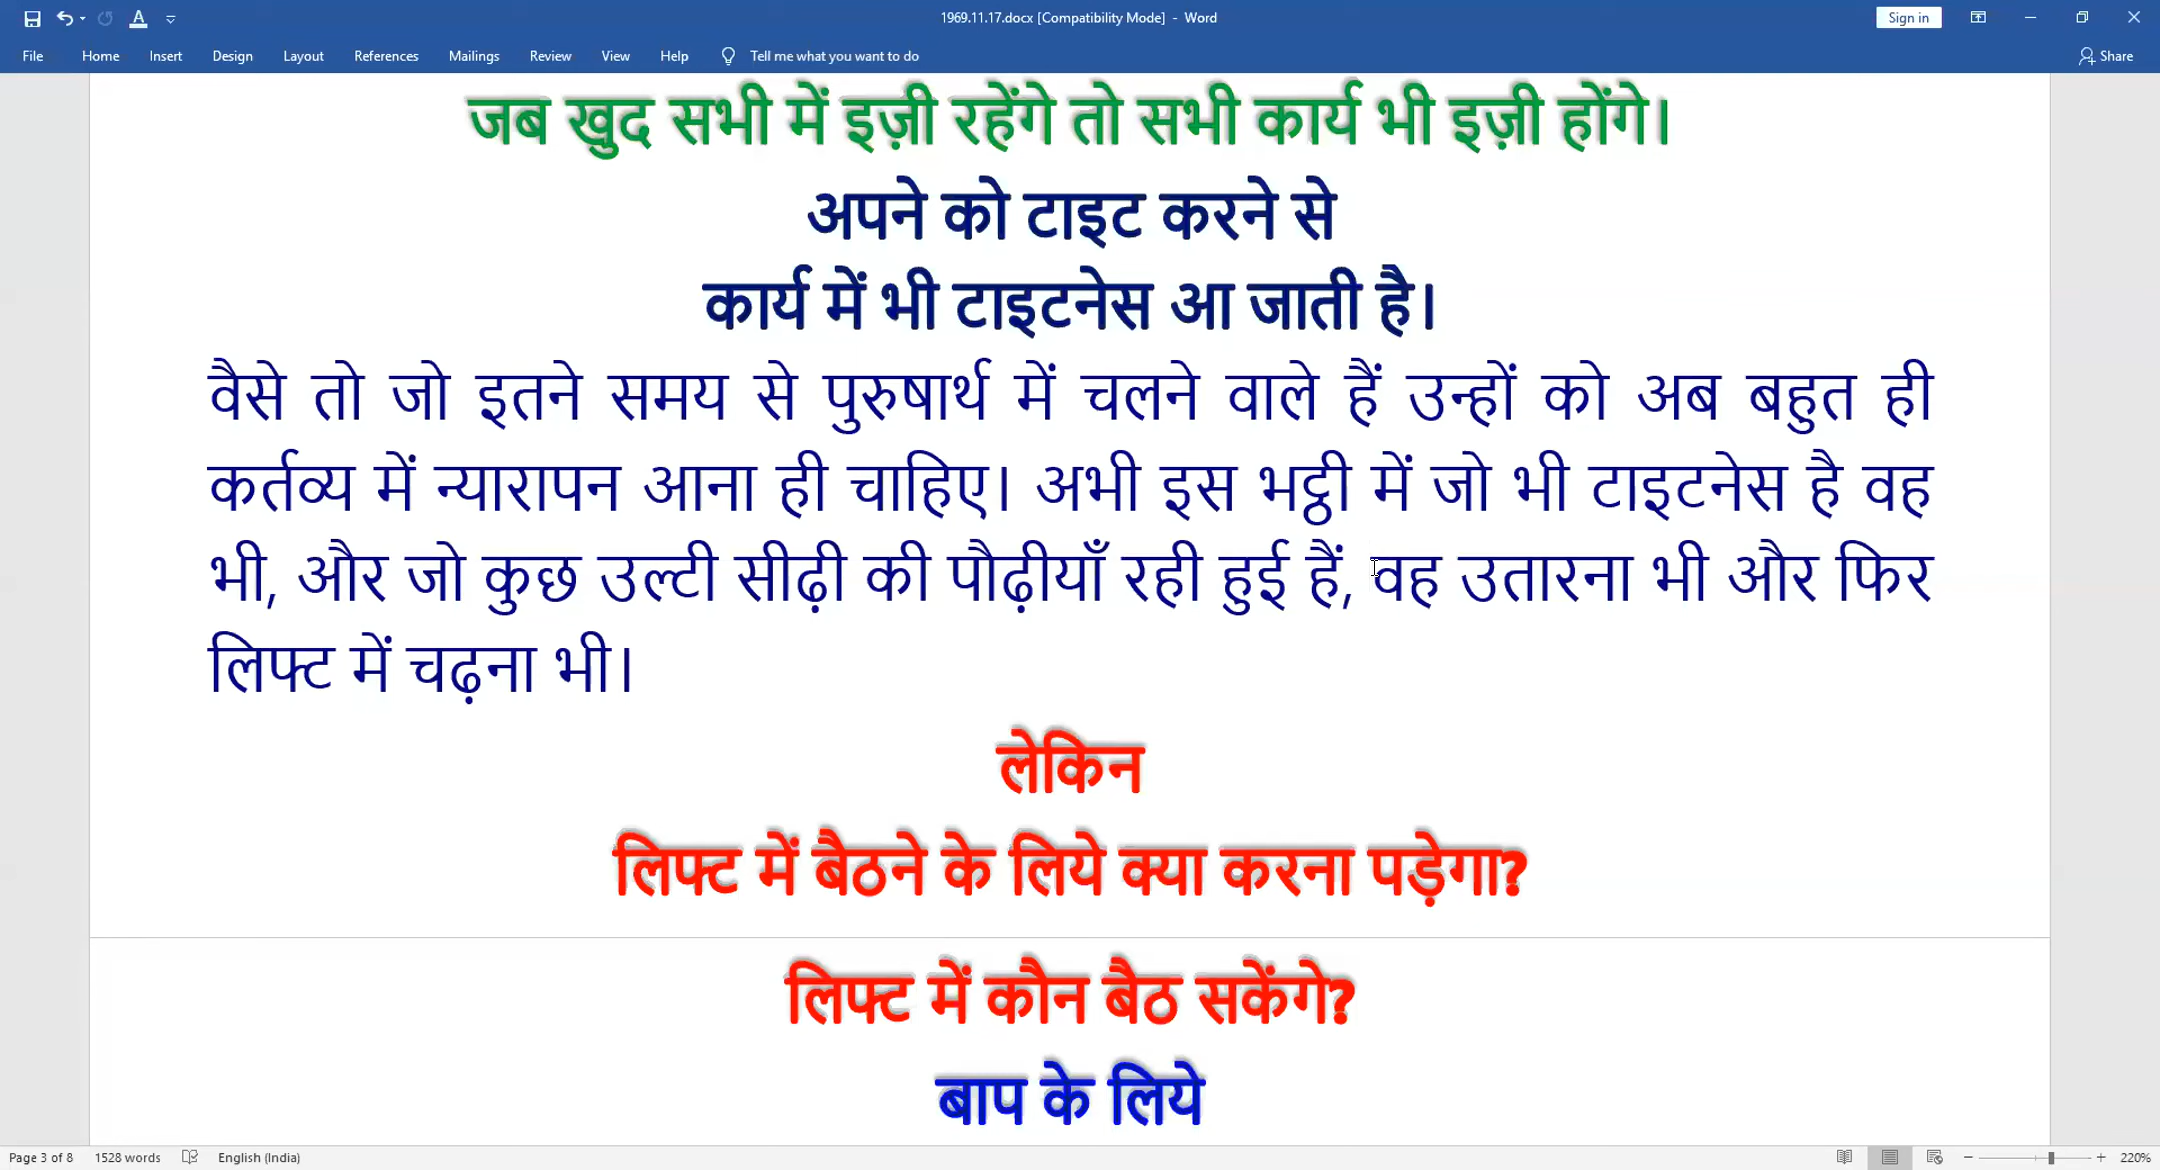 1969.11.17.docx [Compatibility Mode] - Word
Sign in
File Home Insert Design Layout References Mailings Review View Help Tell me what you want to do Share
जब खुद सभी में इज़ी रहेंगे तो सभी कार्य भी इज़ी होंगे।
अपने को टाइट करने से
कार्य में भी टाइटनेस आ जाती है।
वैसे तो जो इतने समय से पुरुषार्थ में चलने वाले हैं उन्हों को अब बहुत ही
कर्तव्य में न्यारापन आना ही चाहिए। अभी इस भट्ठी में जो भी टाइटनेस है वह
भी, और जो कुछ उल्टी सीढ़ी की पौढ़ीयाँ रही हुई हैं, वह उतारना भी और फिर
लिफ्ट में चढ़ना भी।
लेकिन
लिफ्ट में बैठने के लिये क्या करना पड़ेगा?
लिफ्ट में कौन बैठ सकेंगे?
बाप के लिये
Page 3 of 8 1528 words English (India) 220%